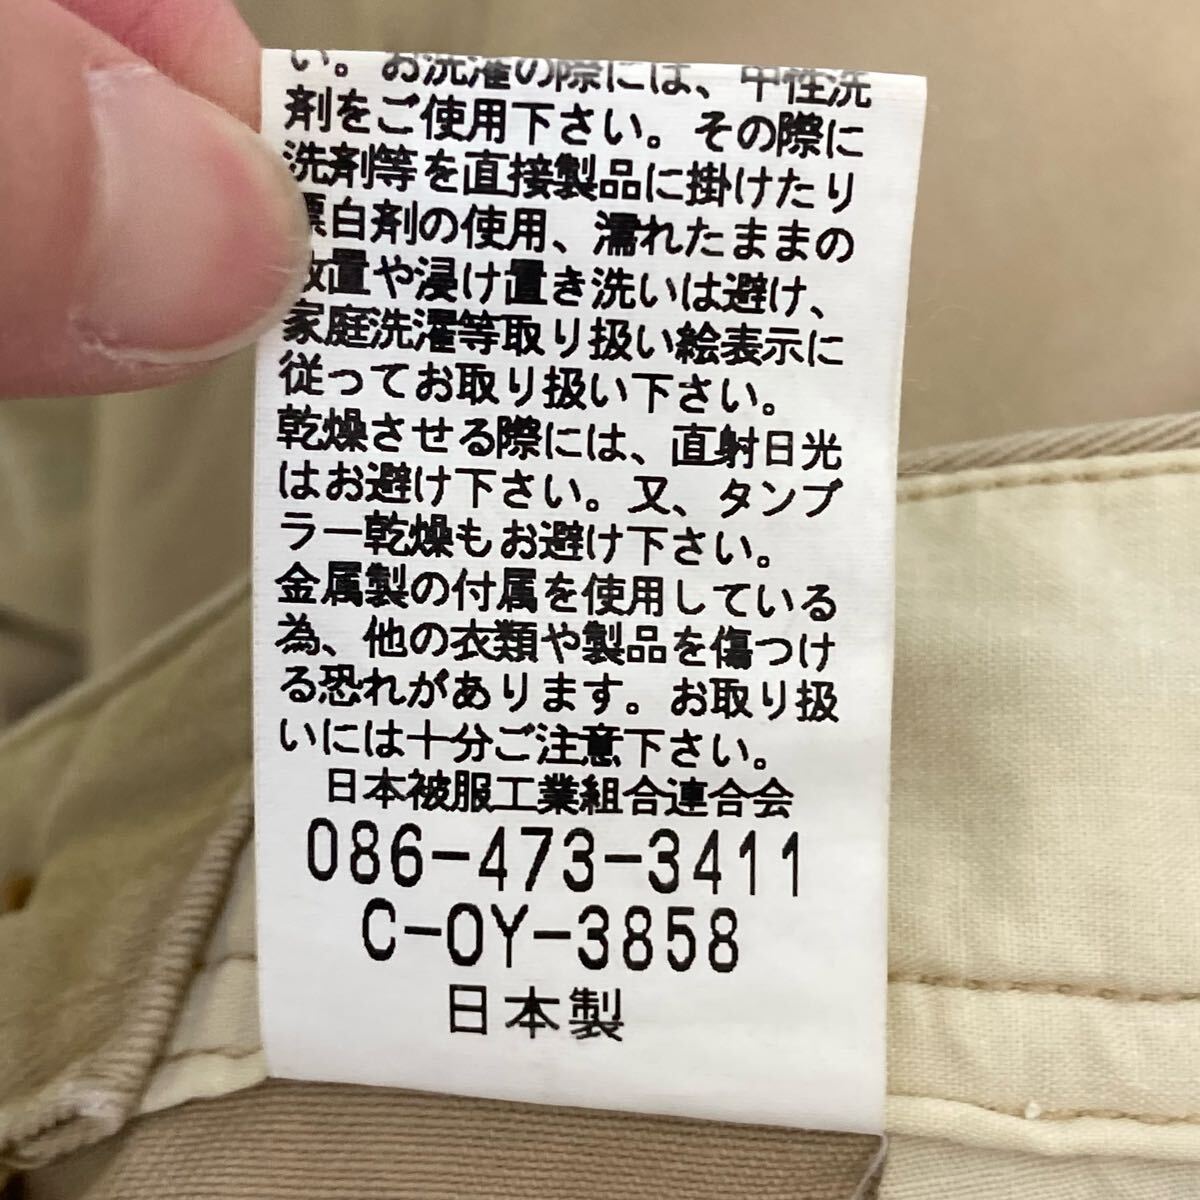 い。お洗濯の際には、中性洗
剤をご使用下さい。その際に
洗剤等を直接製品に掛けたり
漂白剤の使用、濡れたままの
放置や浸け置き洗いは避け、
家庭洗濯等取り扱い絵表示に
従ってお取り扱い下さい。
乾燥させる際には、直射日光
はお避け下さい。又、タンブ
ラー乾燥もお避け下さい。
金属製の付属を使用している
為、他の衣類や製品を傷つけ
る恐れがあります。お取り扱
いには十分ご注意下さい。
日本被服工業組合連合会
086-473-3411
C-OY-3858
日本製